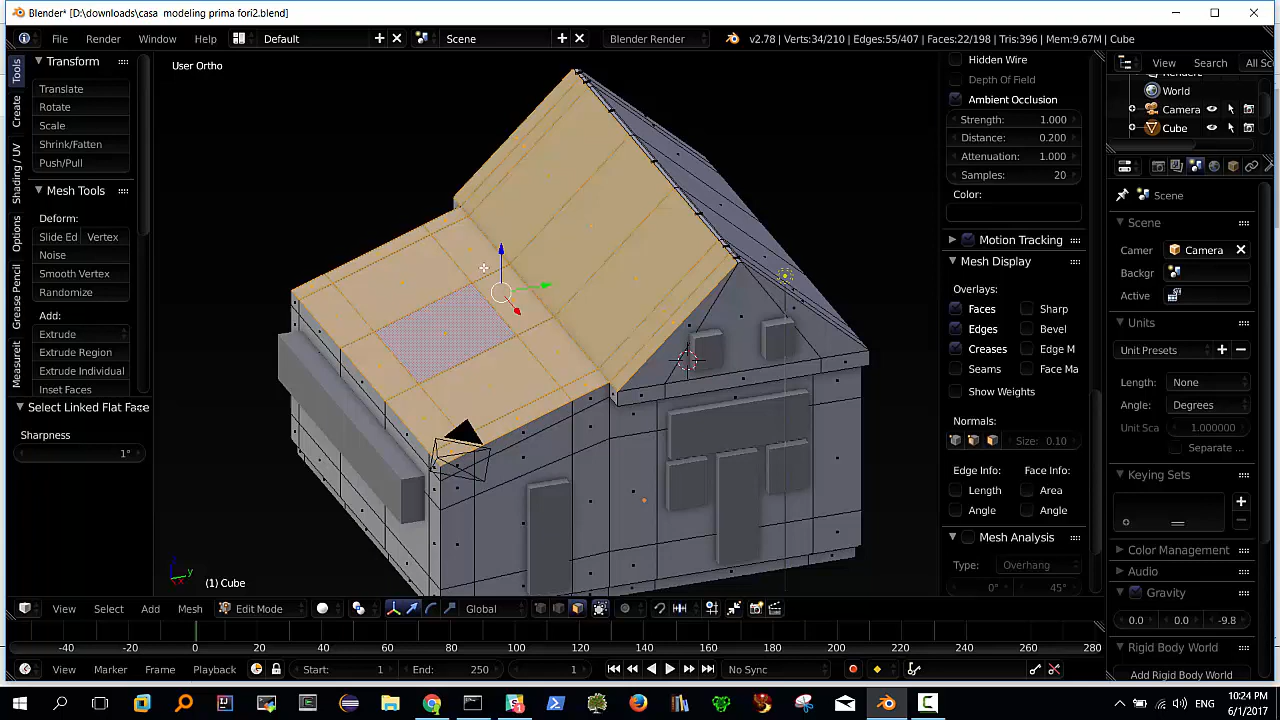 Blender* [D:\downloads\casa modeling prima fori2.blend]
File Render Window Help Default Scene Blender Render v2.78 | Verts:34/210 | Edges:55/407 | Faces:22/198 | Tris:396 | Mem:9.67M | Cube
Tools
Create
Shading / UV
Options
Grease Pencil
Measureit
Transform
Translate
Rotate
Scale
Shrink/Fatten
Push/Pull
Mesh Tools
Deform:
Slide Ed Vertex
Noise
Smooth Vertex
Randomize
Add:
Extrude
Extrude Region
Extrude Individual
Inset Faces
Select Linked Flat Face
Sharpness
1°
User Ortho
z
y
x
(1) Cube
Hidden Wire
Depth Of Field
Ambient Occlusion
Strength: 1.000
Distance: 0.200
Attenuation: 1.000
Samples: 20
Color:
Motion Tracking
Mesh Display
Overlays:
Faces Sharp
Edges Bevel
Creases Edge M
Seams Face Ma
Show Weights
Normals:
Size: 0.10
Edge Info: Face Info:
Length Area
Angle Angle
Mesh Analysis
Type: Overhang
0° 45°
View Search All Sc
World
Camera
Cube
Scene
Scene
Camer Camera
Backgr
Active
Units
Unit Presets
Length: None
Angle: Degrees
Unit Sca 1.000000
Separate ...
Keying Sets
Color Management
Audio
Gravity
0.0 0.0 -9.8
Rigid Body World
Add Rigid Body World
View Select Add Mesh Edit Mode Global
-40 -20 0 20 40 60 80 100 120 140 160 180 200 220 240 260 280
View Marker Frame Playback Start: 1 End: 250 1 No Sync
ENG
10:24 PM
6/1/2017